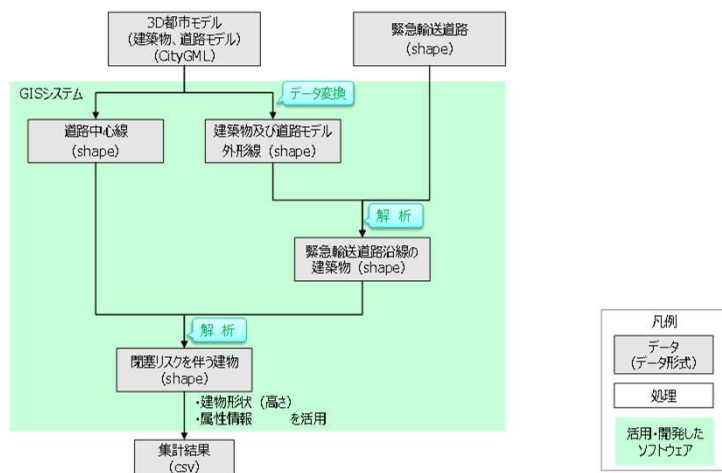 3D都市モデル
(建築物、道路モデル)
(CityGML)
緊急輸送道路
(shape)
GISシステム
データ変換
道路中心線
(shape)
建築物及び道路モデル
外形線 (shape)
解 析
緊急輸送道路沿線の
建築物 (shape)
解 析
閉塞リスクを伴う建物
(shape)
・建物形状 (高さ)
・属性情報 を活用
集計結果
(csv)
凡例
データ
(データ形式)
処理
活用・開発した
ソフトウェア